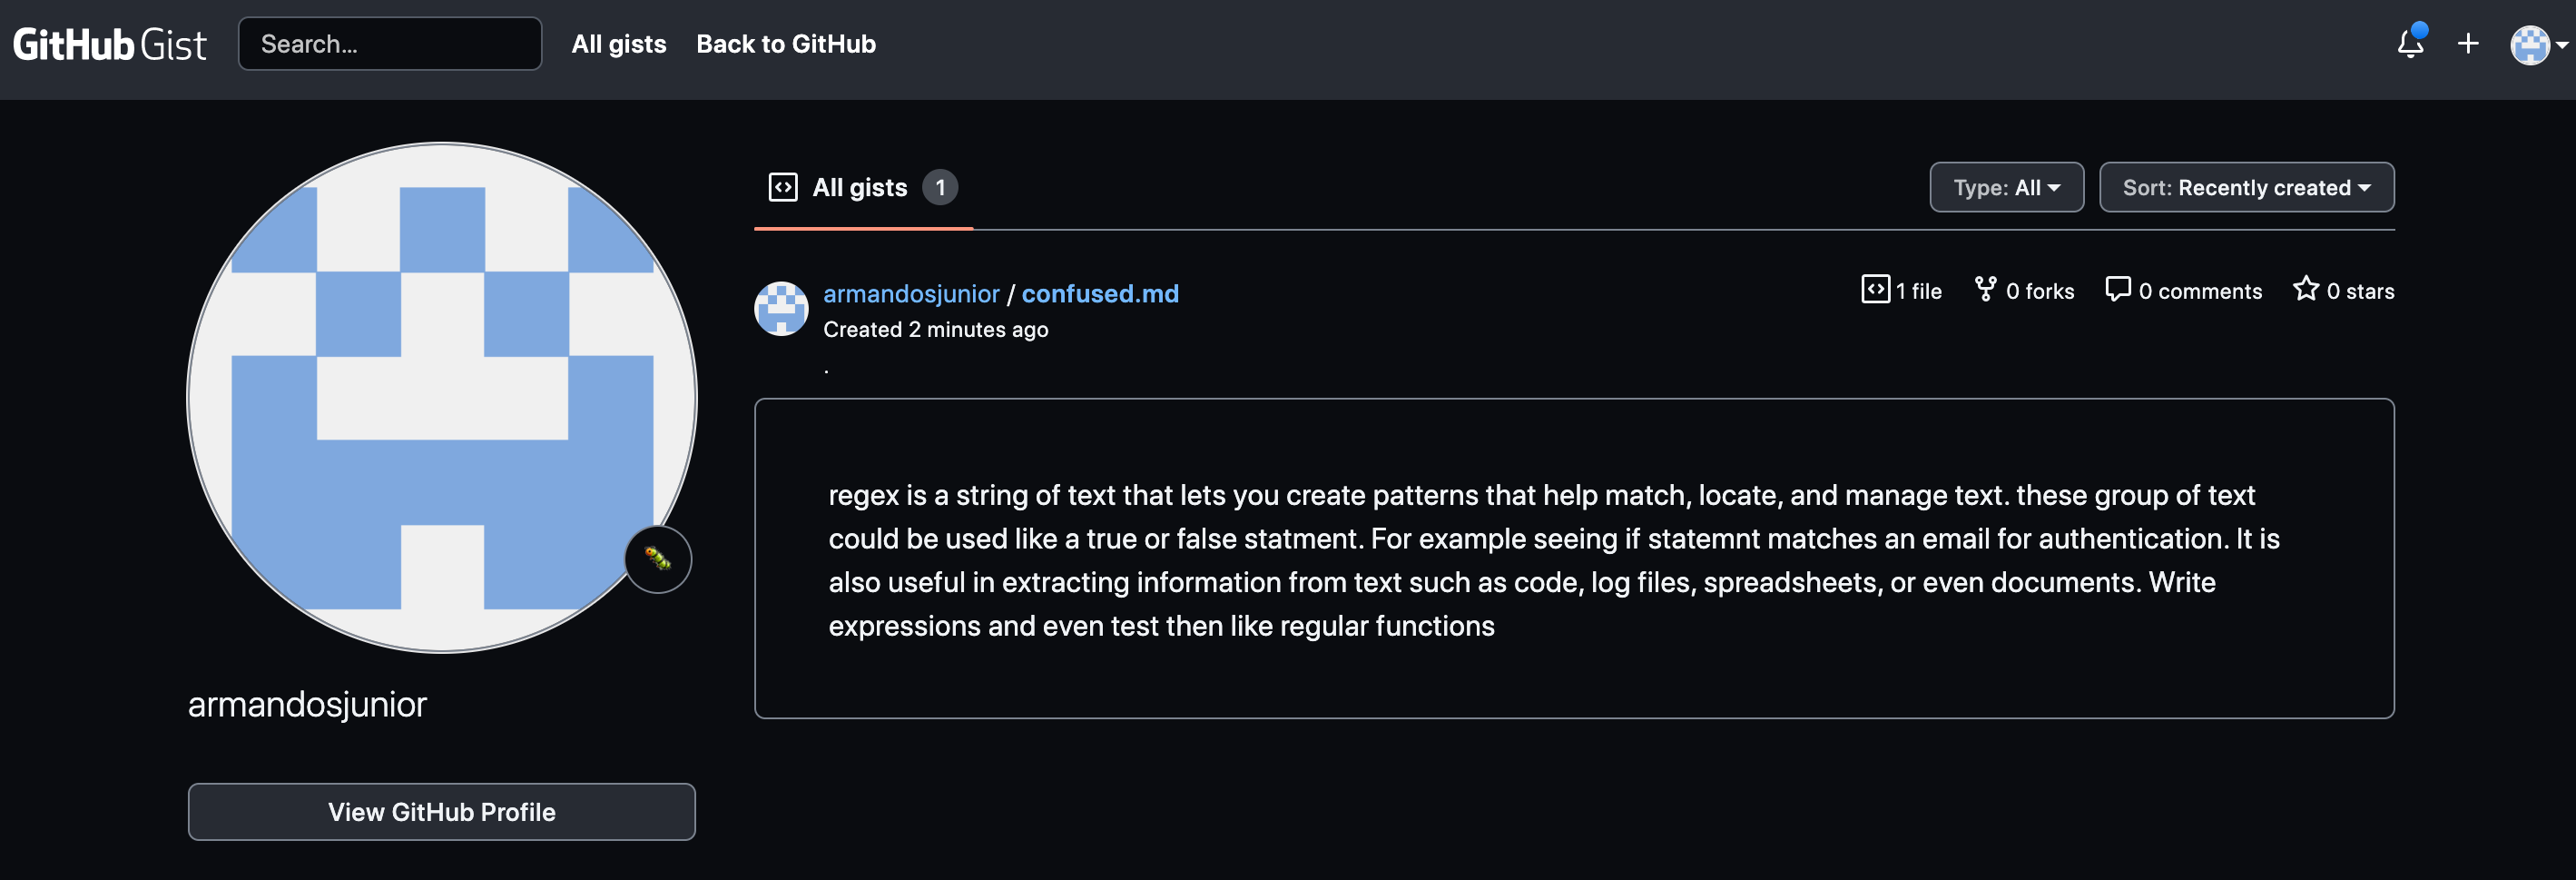 GitHub Gist
Search...
All gists
Back to GitHub
All gists 1
Type: All
Sort: Recently created
armandosjunior / confused.md
1 file
0 forks
0 comments
0 stars
Created 2 minutes ago
.
regex is a string of text that lets you create patterns that help match, locate, and manage text. these group of text
could be used like a true or false statment. For example seeing if statemnt matches an email for authentication. It is
also useful in extracting information from text such as code, log files, spreadsheets, or even documents. Write
expressions and even test then like regular functions
armandosjunior
View GitHub Profile